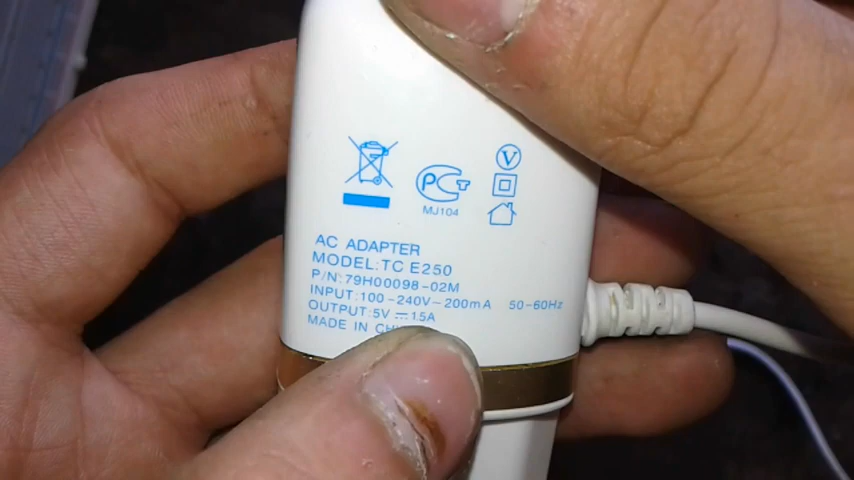 V
PCT
MJ104
AC ADAPTER
MODEL:TC E250
P/N:79H00098-02M
INPUT:100-240V~200mA 50-60Hz
OUTPUT:5V⎓1.5A
MADE IN